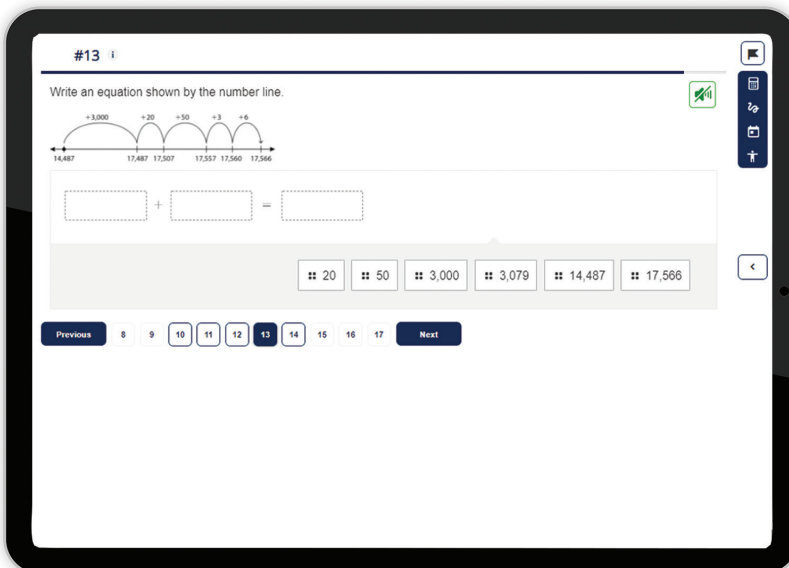 #13 i
Write an equation shown by the number line.
+3,000 +20 +50 +3 +6
14,487 17,487 17,507 17,557 17,560 17,566
+ =
20 50 3,000 3,079 14,487 17,566
Previous 8 9 10 11 12 13 14 15 16 17 Next